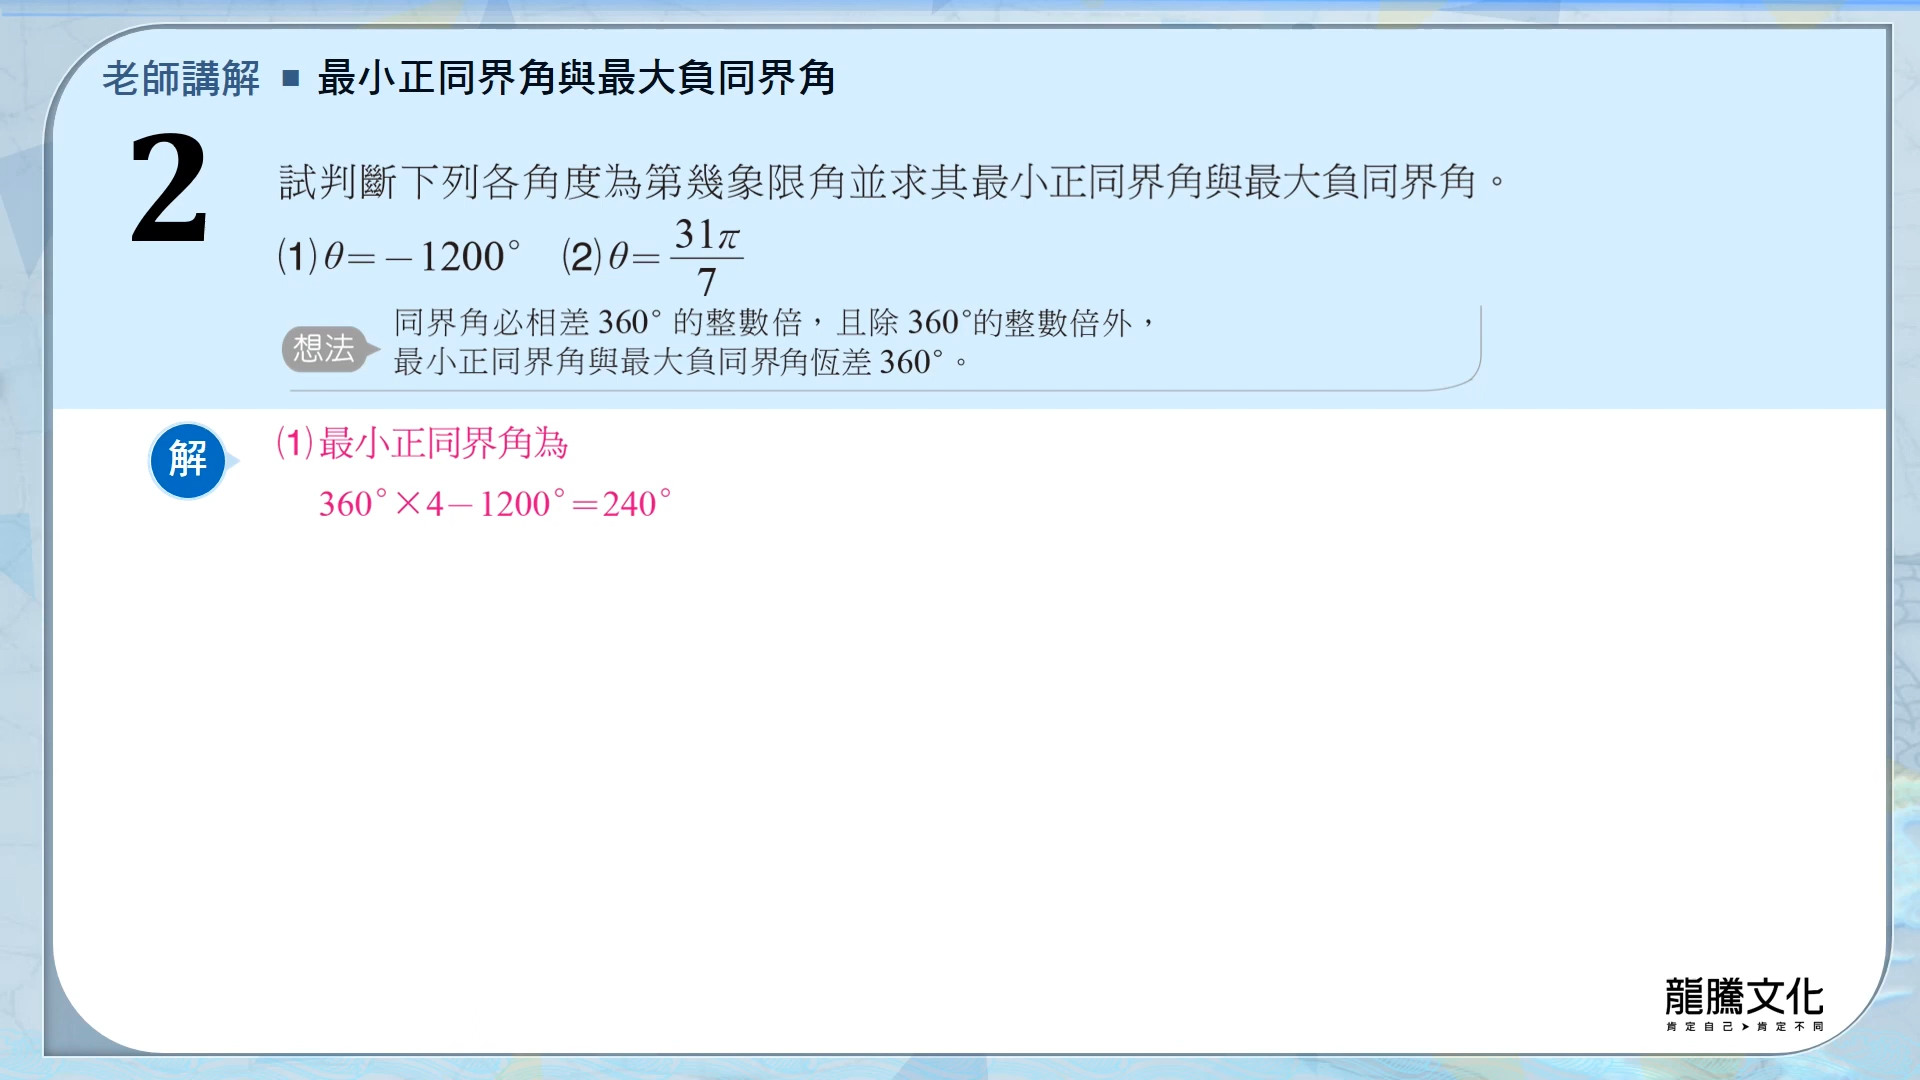 老師講解 ■ 最小正同界角與最大負同界角
2
試判斷下列各角度為第幾象限角並求其最小正同界角與最大負同界角。
(1)θ=-1200° (2)θ=31π/7
想法
同界角必相差 360° 的整數倍，且除 360°的整數倍外，
最小正同界角與最大負同界角恆差 360°。
解
(1)最小正同界角為
360°×4-1200°=240°
龍騰文化
肯定自己➤肯定不同